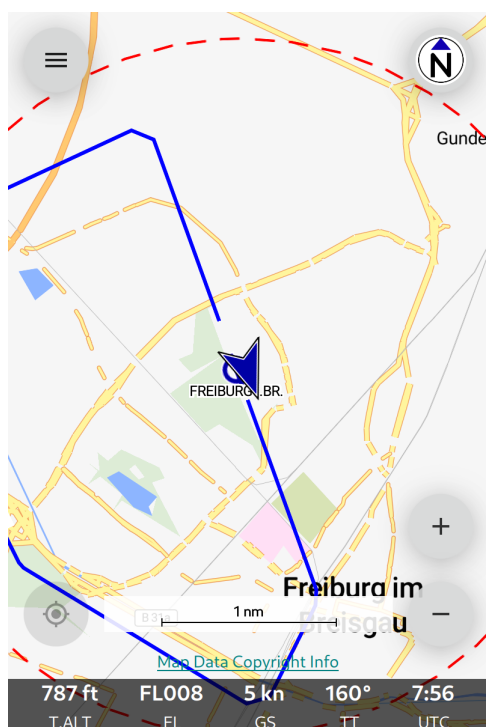 N
Gunde
FREIBURG
.BR.
Freiburg im
Breisgau
B 31a
1 nm
Map Data Copyright Info
787 ft FL008 5 kn 160° 7:56
T.ALT FL GS TT UTC